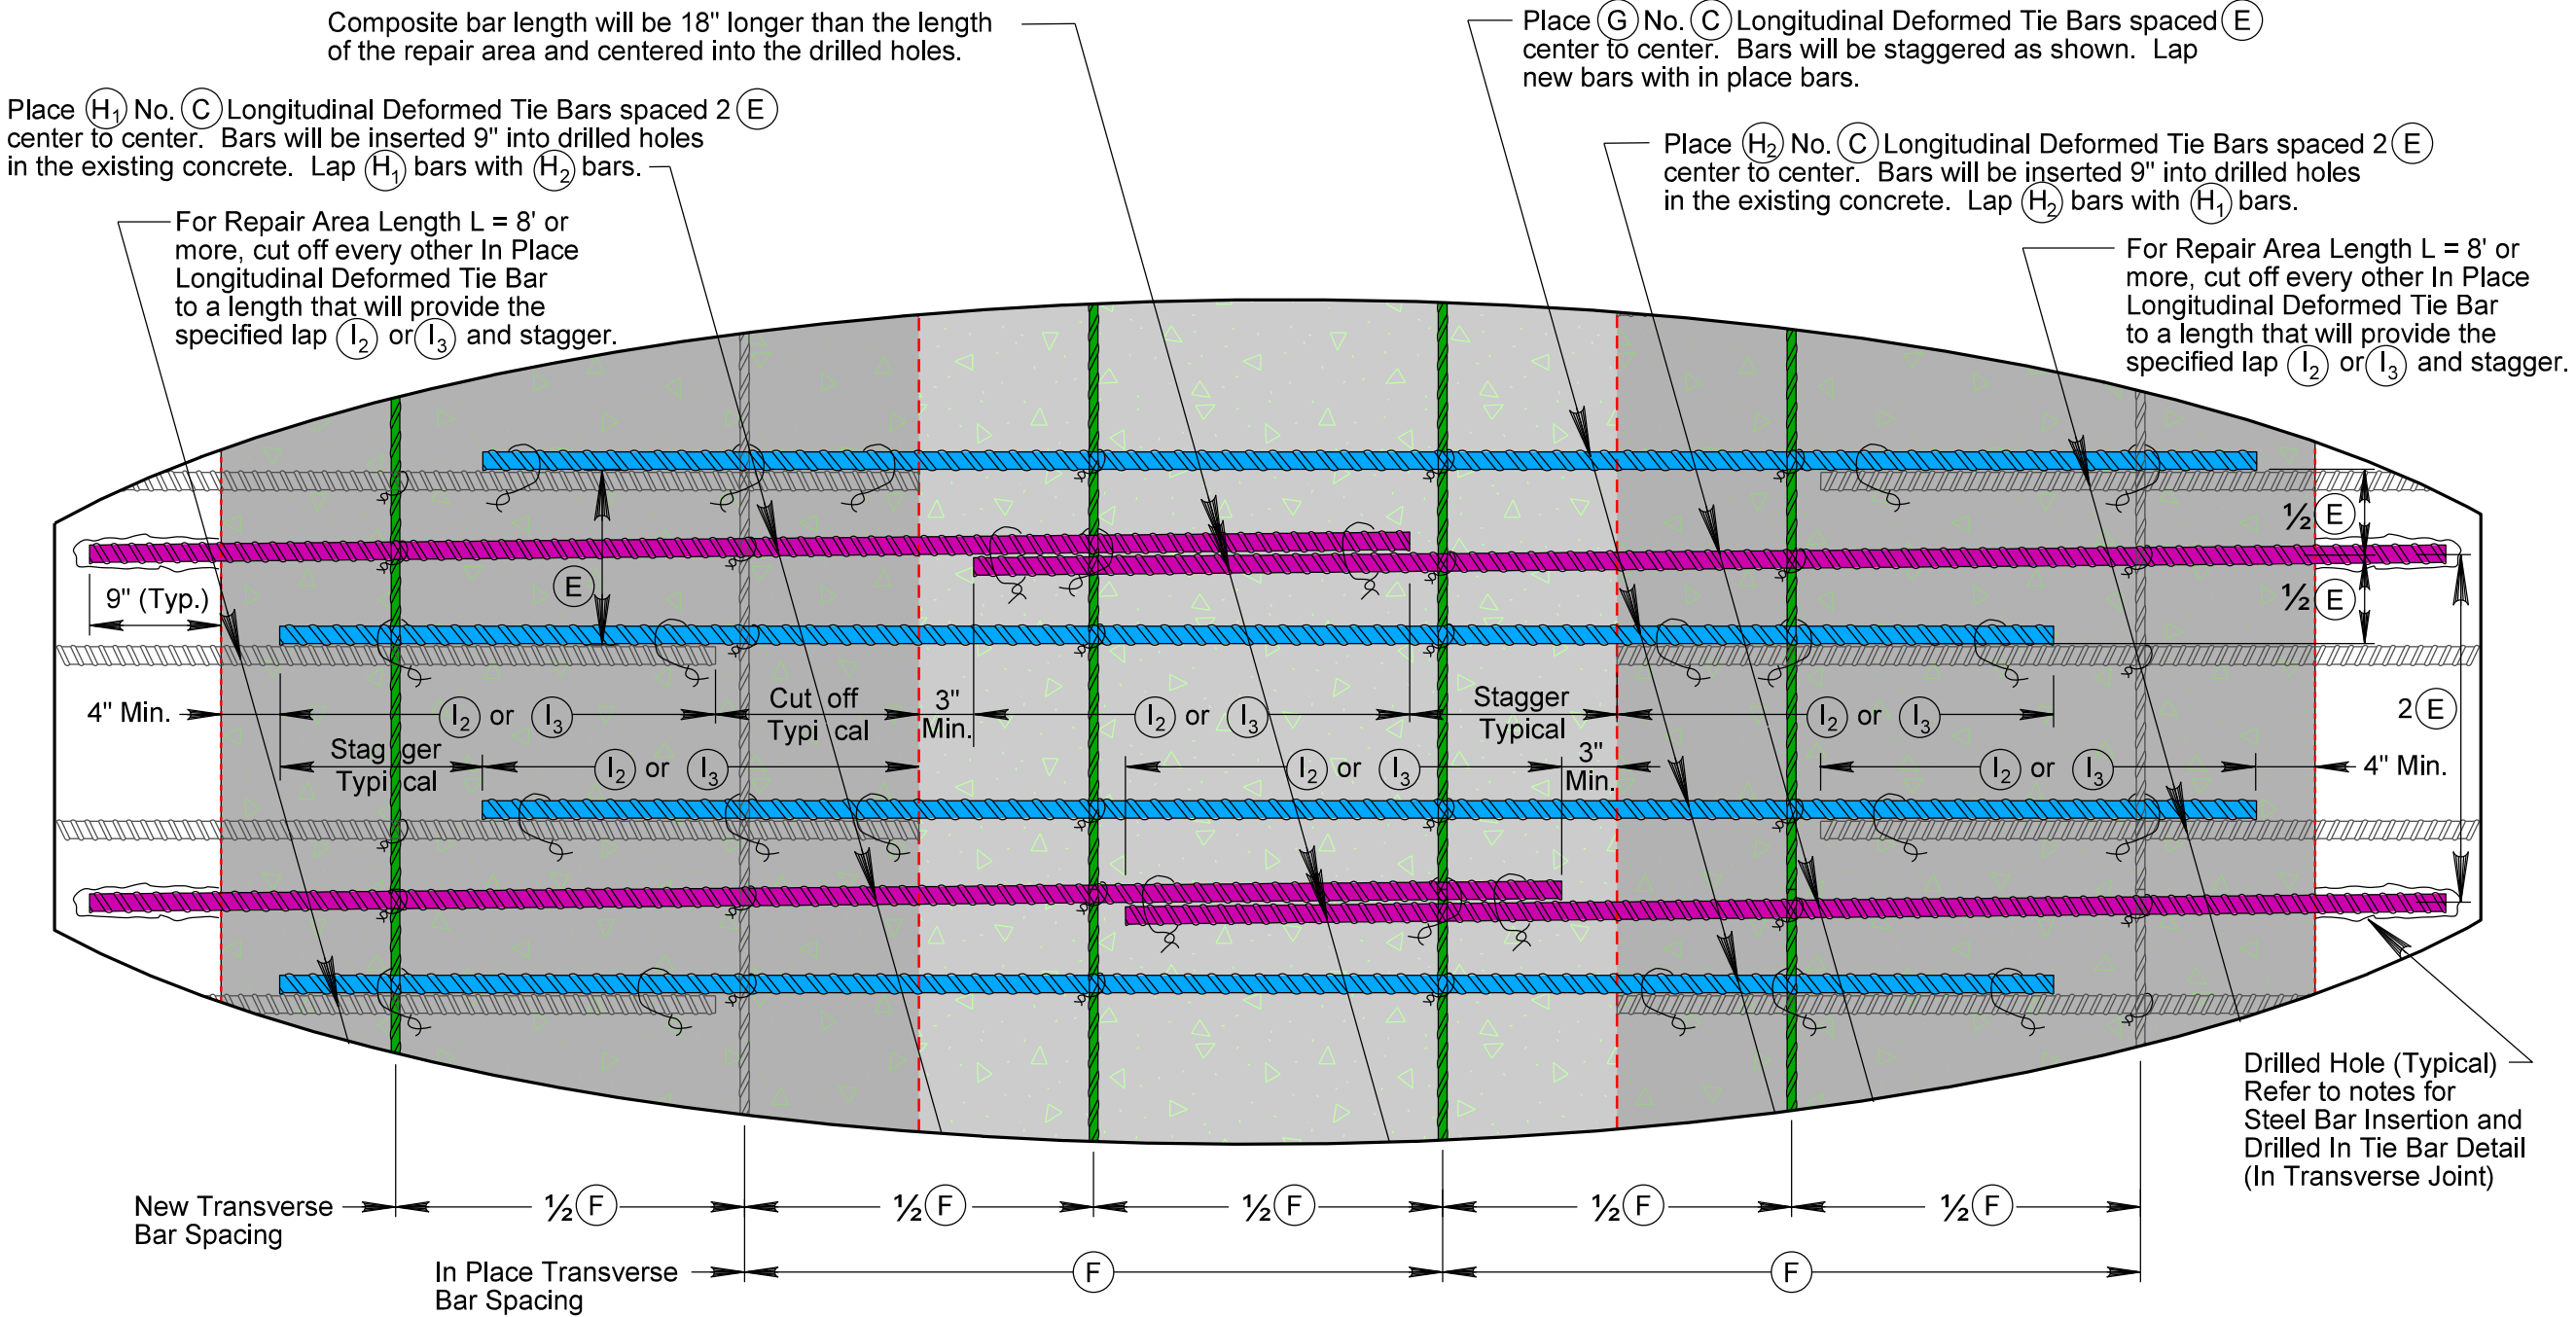 Composite bar length will be 18" longer than the length
of the repair area and centered into the drilled holes.
Place G No. C Longitudinal Deformed Tie Bars spaced E
center to center. Bars will be staggered as shown. Lap
new bars with in place bars.
Place H1 No. C Longitudinal Deformed Tie Bars spaced 2 E
center to center. Bars will be inserted 9" into drilled holes
in the existing concrete. Lap H1 bars with H2 bars.
Place H2 No. C Longitudinal Deformed Tie Bars spaced 2 E
center to center. Bars will be inserted 9" into drilled holes
in the existing concrete. Lap H2 bars with H1 bars.
For Repair Area Length L = 8' or
more, cut off every other In Place
Longitudinal Deformed Tie Bar
to a length that will provide the
specified lap I2 or I3 and stagger.
For Repair Area Length L = 8' or
more, cut off every other In Place
Longitudinal Deformed Tie Bar
to a length that will provide the
specified lap I2 or I3 and stagger.
½ E
E
9" (Typ.)
½ E
4" Min.
I2 or I3
Cut off
Typi cal
3"
Min.
I2 or I3
Stagger
Typical
I2 or I3
2 E
Stag gger
Typi cal
I2 or I3
I2 or I3
3"
Min.
I2 or I3
4" Min.
Drilled Hole (Typical)
Refer to notes for
Steel Bar Insertion and
Drilled In Tie Bar Detail
(In Transverse Joint)
New Transverse
Bar Spacing
½ F
½ F
½ F
½ F
½ F
In Place Transverse
Bar Spacing
F
F